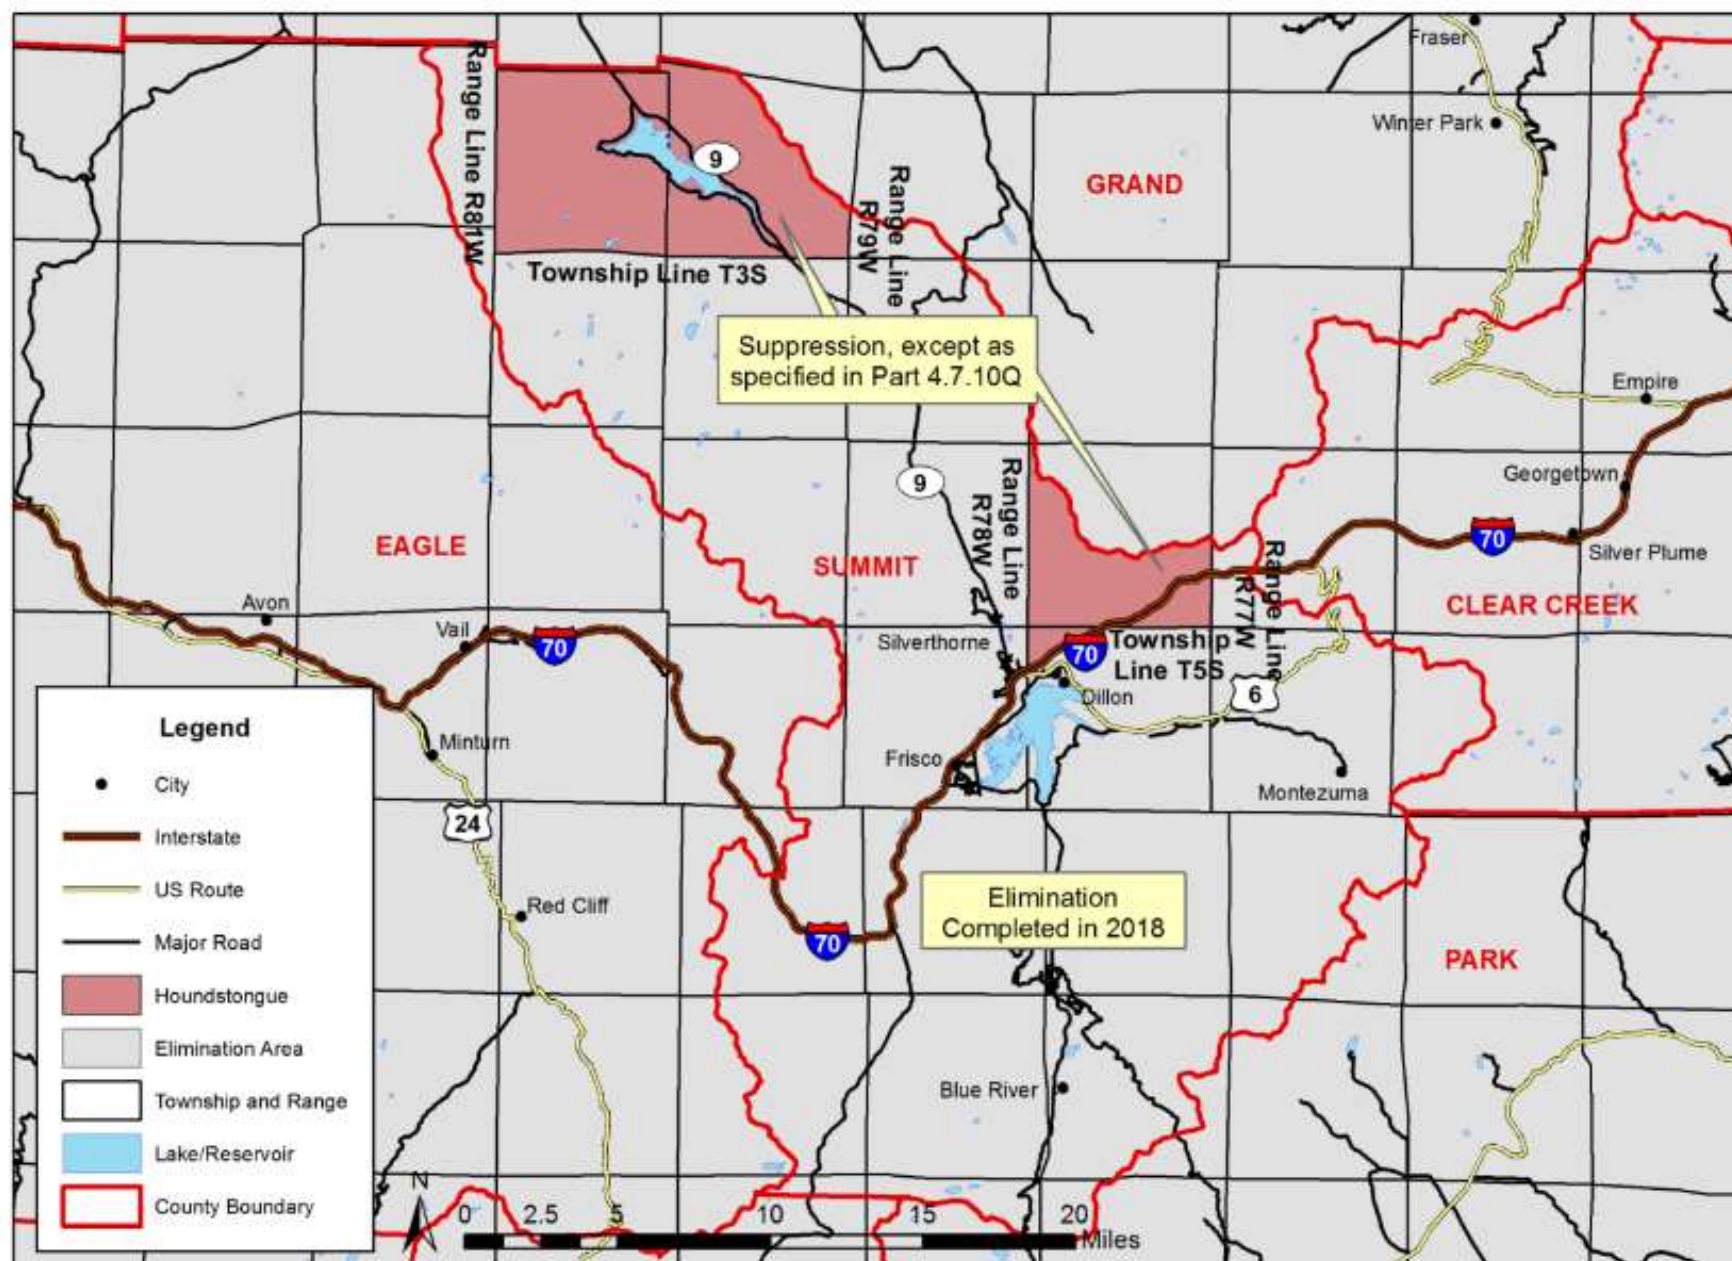 Fraser
Winter Park
GRAND
Range Line R81W
9
Range Line
R79W
Township Line T3S
Suppression, except as
specified in Part 4.7.10Q
Empire
Georgetown
9
Range Line
R78W
70
Silver Plume
EAGLE
SUMMIT
Range Line
R77W
CLEAR CREEK
Avon
Vail
70
Silverthorne
70
Township
Line T5S
6
Dillon
Minturn
Frisco
Montezuma
24
Red Cliff
Elimination
Completed in 2018
70
PARK
Blue River
Legend
City
Interstate
US Route
Major Road
Houndstongue
Elimination Area
Township and Range
Lake/Reservoir
County Boundary
N
0 2.5 5 10 15 20
Miles